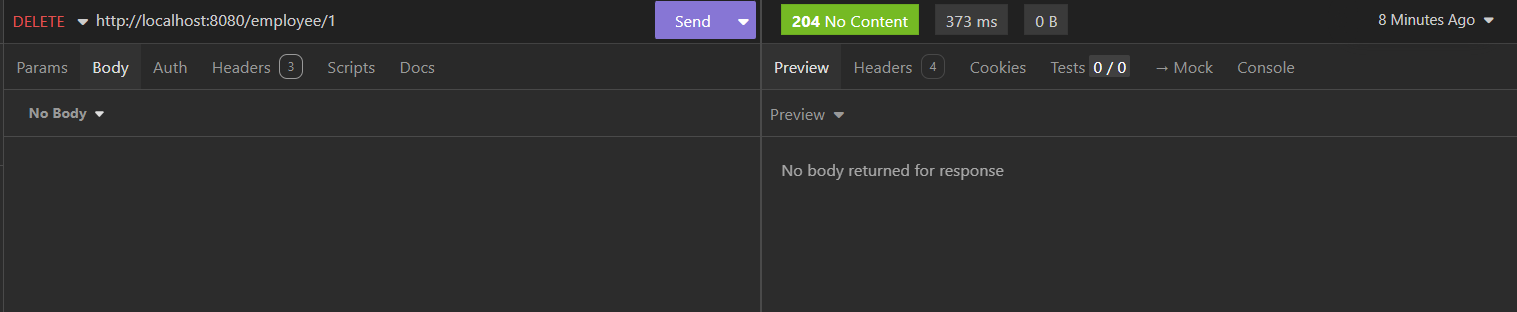 DELETE http://localhost:8080/employee/1 Send 204 No Content 373 ms 0 B 8 Minutes Ago
Params Body Auth Headers 3 Scripts Docs Preview Headers 4 Cookies Tests 0 / 0 → Mock Console
No Body Preview
No body returned for response